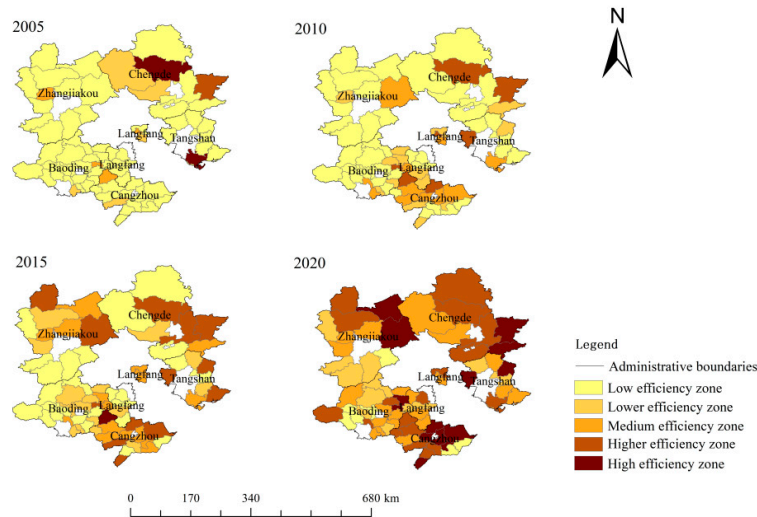 N
2005
Chengde
Zhangjiakou
Langfang
Tangshan
Baoding
Langfang
Cangzhou
2010
Chengde
Zhangjiakou
Langfang
Tangshan
Baoding
Langfang
Cangzhou
2015
Chengde
Zhangjiakou
Langfang
Tangshan
Baoding
Langfang
Cangzhou
2020
Chengde
Zhangjiakou
Langfang
Tangshan
Baoding
Langfang
Cangzhou
Legend
Administrative boundaries
Low efficiency zone
Lower efficiency zone
Medium efficiency zone
Higher efficiency zone
High efficiency zone
0 170 340 680 km